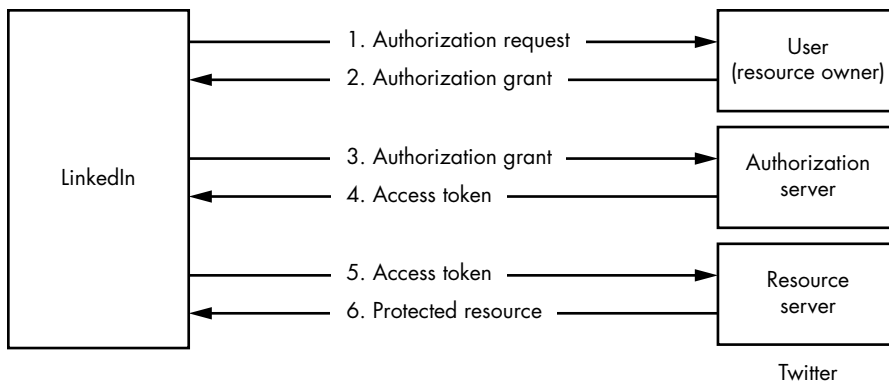 1. Authorization request
2. Authorization grant
User
(resource owner)
LinkedIn
3. Authorization grant
4. Access token
Authorization
server
5. Access token
6. Protected resource
Resource
server
Twitter